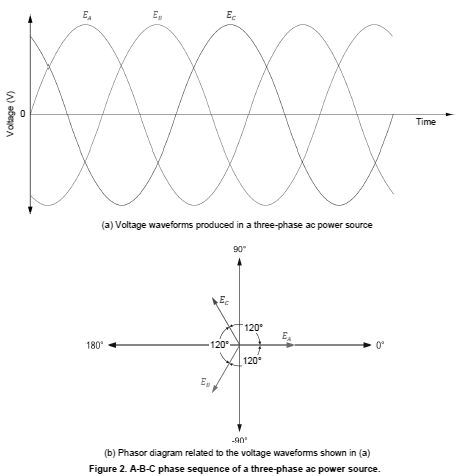 E_A E_B E_C
Voltage (V)
0
Time
(a) Voltage waveforms produced in a three-phase ac power source
90°
E_C
120°
E_A
180°
120°
0°
120°
E_B
-90°
(b) Phasor diagram related to the voltage waveforms shown in (a)
Figure 2. A-B-C phase sequence of a three-phase ac power source.